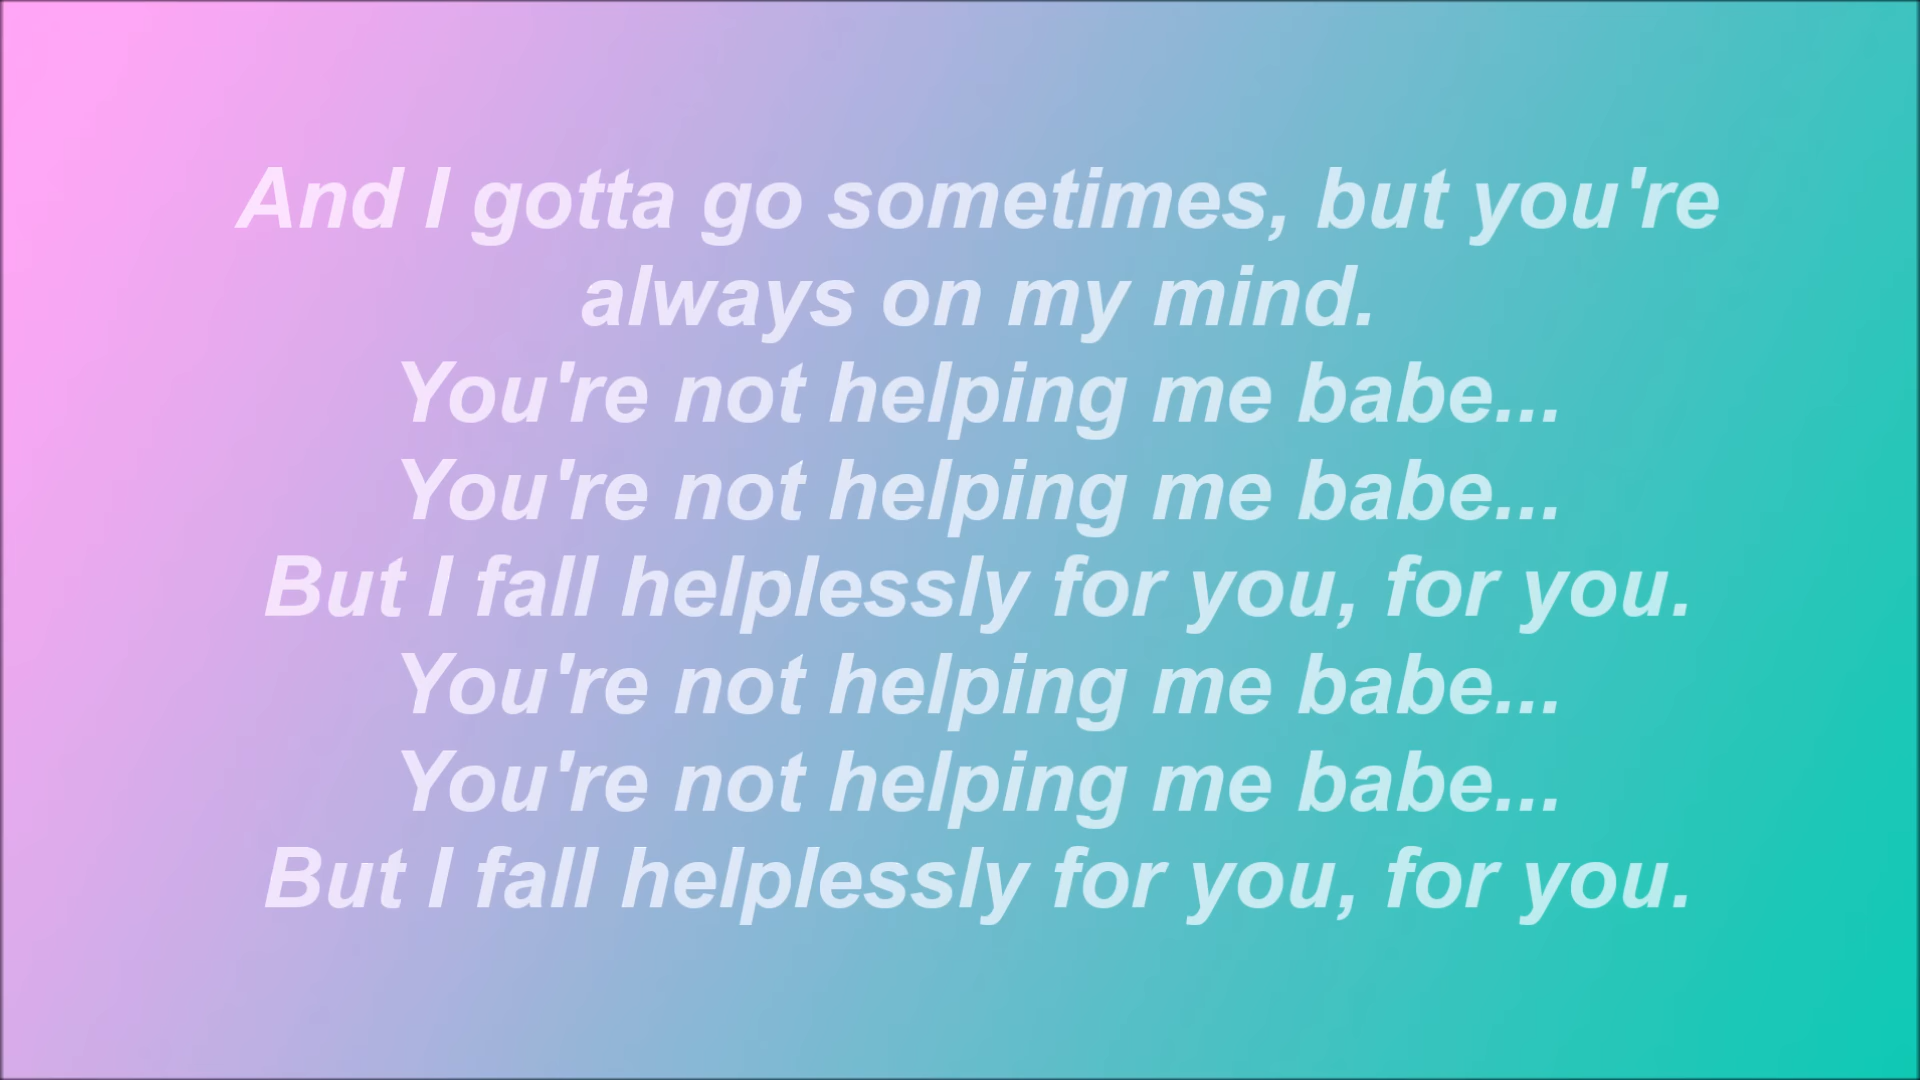 And I gotta go sometimes, but you're
always on my mind.
You're not helping me babe...
You're not helping me babe...
But I fall helplessly for you, for you.
You're not helping me babe...
You're not helping me babe...
But I fall helplessly for you, for you.